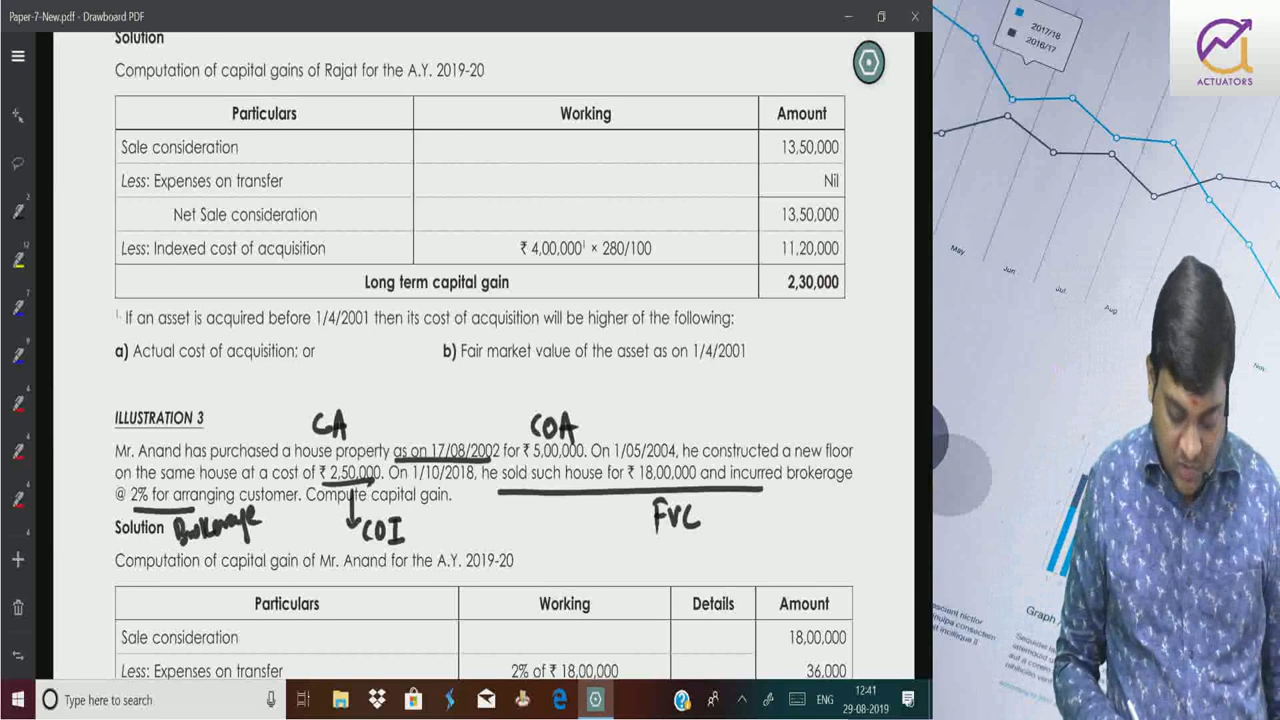 Paper-7-New.pdf - Drawboard PDF
Solution
Computation of capital gains of Rajat for the A.Y. 2019-20
Particulars Working Amount
Sale consideration 13,50,000
Less: Expenses on transfer Nil
Net Sale consideration 13,50,000
Less: Indexed cost of acquisition ₹ 4,00,000¹ × 280/100 11,20,000
Long term capital gain 2,30,000
¹· If an asset is acquired before 1/4/2001 then its cost of acquisition will be higher of the following:
a) Actual cost of acquisition; or b) Fair market value of the asset as on 1/4/2001
ILLUSTRATION 3
CA COA
Mr. Anand has purchased a house property as on 17/08/2002 for ₹ 5,00,000. On 1/05/2004, he constructed a new floor
on the same house at a cost of ₹ 2,50,000. On 1/10/2018, he sold such house for ₹ 18,00,000 and incurred brokerage
@ 2% for arranging customer. Compute capital gain.
Solution Brokerage COI FVC
Computation of capital gain of Mr. Anand for the A.Y. 2019-20
Particulars Working Details Amount
Sale consideration 18,00,000
Less: Expenses on transfer 2% of ₹ 18,00,000 36,000
Type here to search
ENG
12:41
29-08-2019
2017/18
2016/17
May
Jun
Jul
Aug
Nov
ACTUATORS
Graph